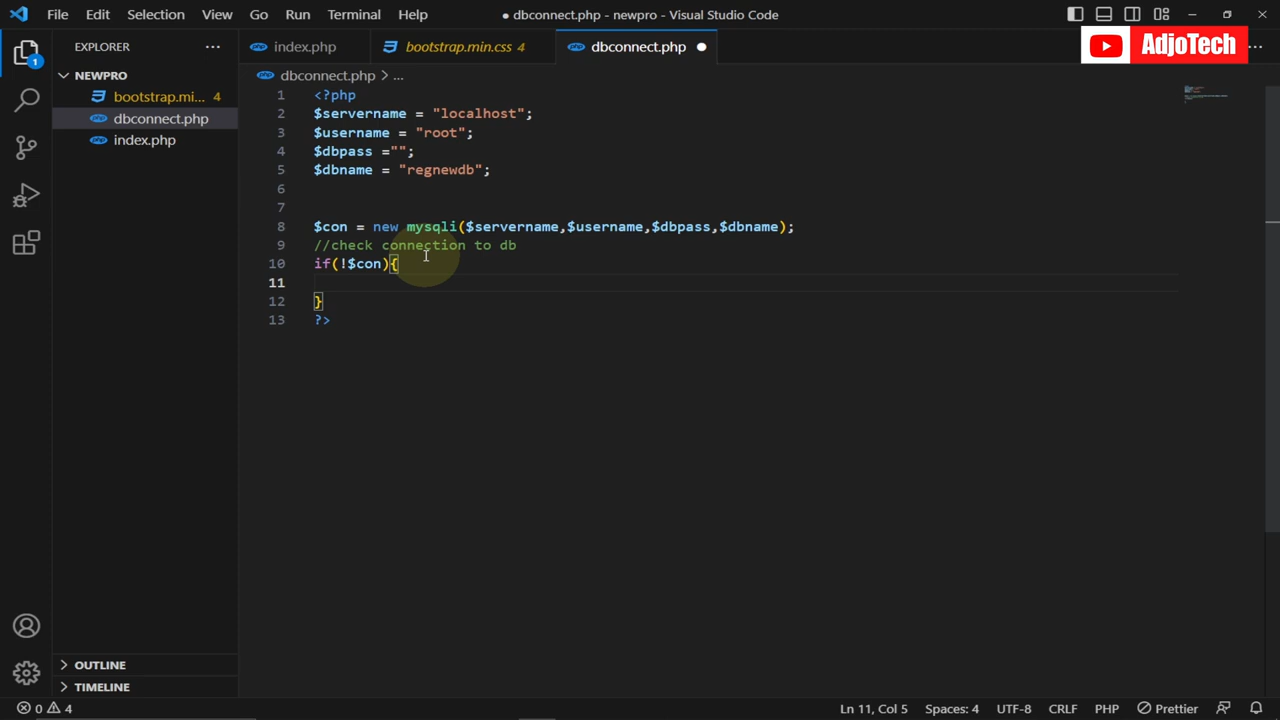 File Edit Selection View Go Run Terminal Help
● dbconnect.php - newpro - Visual Studio Code
AdjoTech
EXPLORER ...
index.php
bootstrap.min.css 4
dbconnect.php ●
...
NEWPRO
bootstrap.mi... 4
dbconnect.php
index.php
1
dbconnect.php > ...
1 <?php
2 $servername = "localhost";
3 $username = "root";
4 $dbpass ="";
5 $dbname = "regnewdb";
6
7
8 $con = new mysqli($servername,$username,$dbpass,$dbname);
9 //check connection to db
10 if(!$con){
11
12 }
13 ?>
OUTLINE
TIMELINE
0 4
Ln 11, Col 5 Spaces: 4 UTF-8 CRLF PHP Prettier